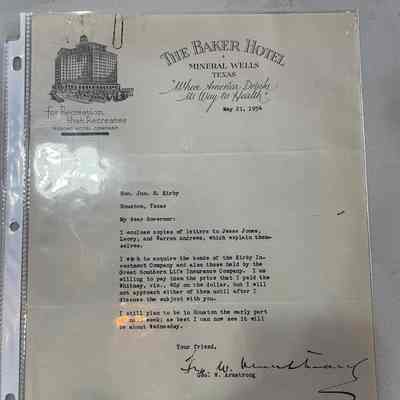 THE BAKER HOTEL
MINERAL WELLS
TEXAS
"Where America Drinks
Its Way to Health"
May 21, 1934
for Recreation
that Recreates
HOTEL COMPANY
Hon. Jno. H. Kirby
Houston, Texas
My dear Governor:
I enclose copies of letters to Jesse Jones,
and Warren Andrews, which explain them-
selves.
I wish to acquire the bonds of the Kirby In-
vestment Company and also those held by the
Great Southern Life Insurance Company. I am
willing to pay them the price that I paid the
Whitney, viz., 40¢ on the dollar, but I will
not approach either of them until after I
discuss the subject with you.
I still plan to be in Houston the early part
week; as best I can now see it will
be about Wednesday.
Your friend,
Geo. W. Armstrong
Geo. W. Armstrong